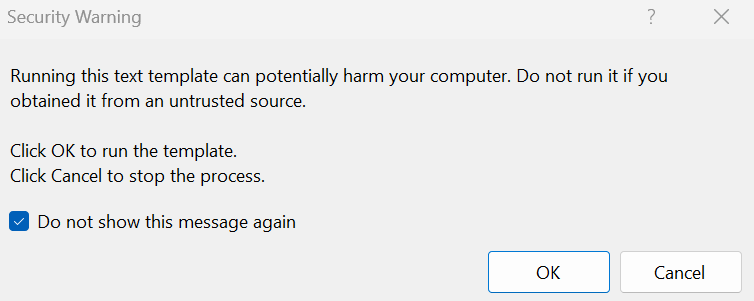 Security Warning
?
Running this text template can potentially harm your computer. Do not run it if you
obtained it from an untrusted source.
Click OK to run the template.
Click Cancel to stop the process.
Do not show this message again
OK Cancel